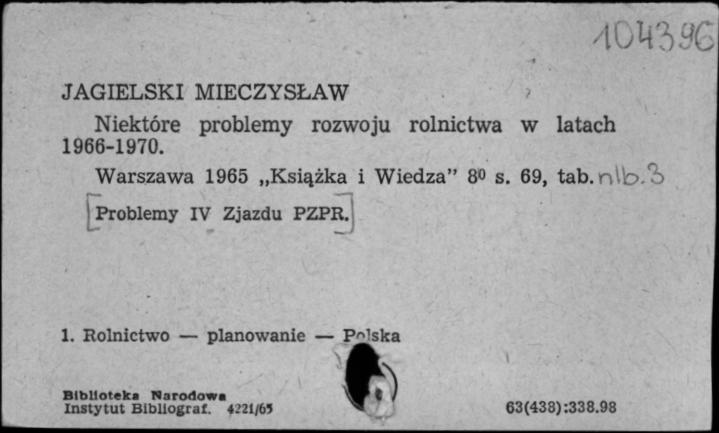 104396
JAGIELSKI MIECZYSŁAW
Niektóre problemy rozwoju rolnictwa w latach
1966-1970.
Warszawa 1965 „Książka i Wiedza” 8⁰ s. 69, tab. nlb. 3
[Problemy IV Zjazdu PZPR.]
1. Rolnictwo — planowanie — Polska
Biblioteka Narodowa
Instytut Bibliograf. 4221/65
63(438):338.98